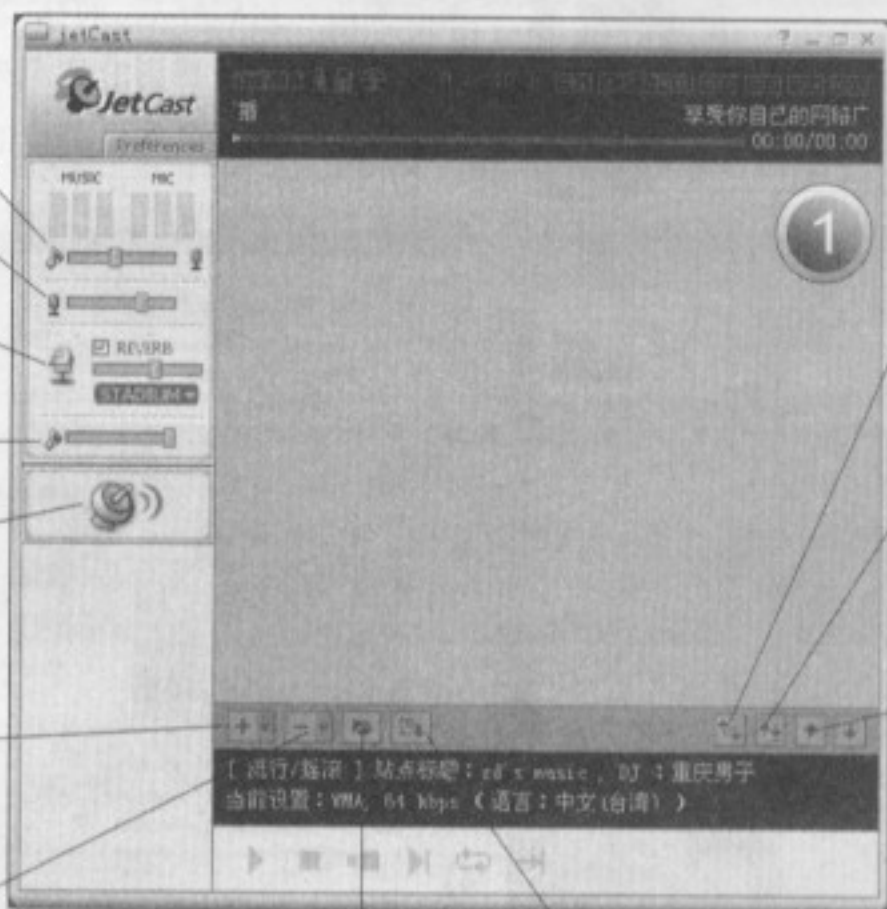 jetCast
JetCast
Preferences
播
享受你自己的网络广
00:00/00:00
MUSIC MIC
1
REVERB
STADIUM
[ 流行/摇滚 ] 站点标题：rd's music , DJ ：重庆男子
当前设置：WMA, 64 kbps （ 语言：中文(台湾) ）